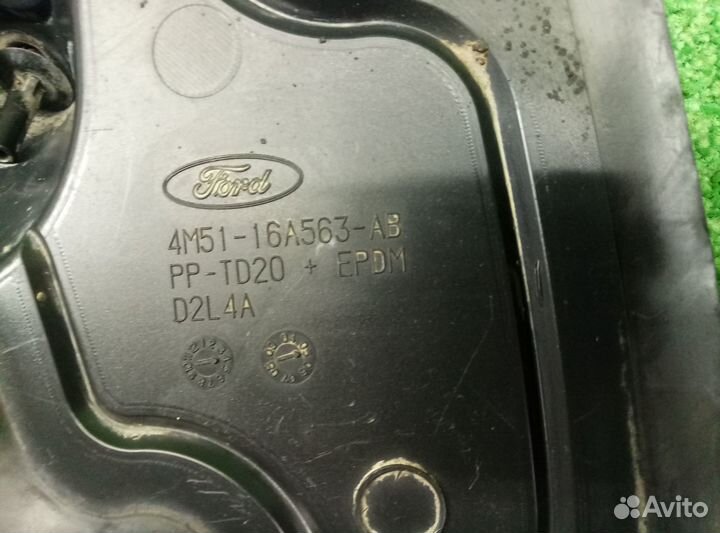 Ford
4M51-16A563-AB
PP-TD20 + EPDM
D2L4A
Avito